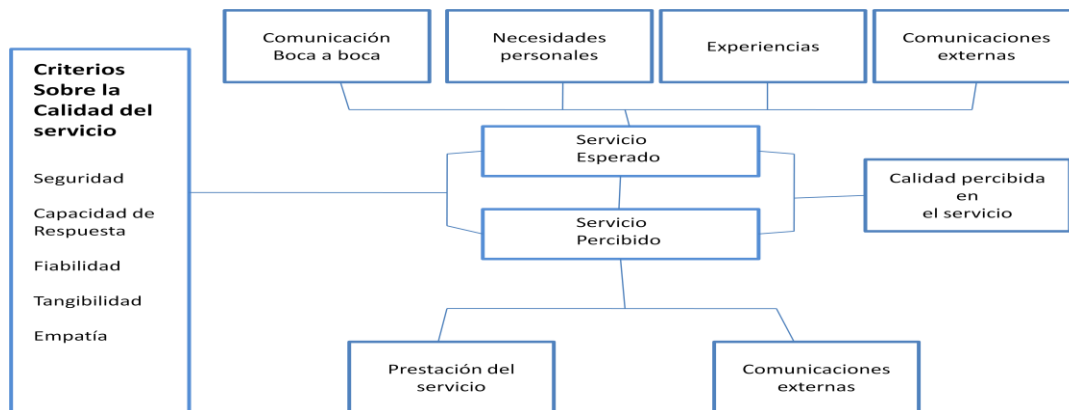 Comunicación
Boca a boca
Necesidades
personales
Experiencias
Comunicaciones
externas
Criterios
Sobre la
Calidad del
servicio
Seguridad
Capacidad de
Respuesta
Fiabilidad
Tangibilidad
Empatía
Servicio
Esperado
Servicio
Percibido
Calidad percibida
en
el servicio
Prestación del
servicio
Comunicaciones
externas